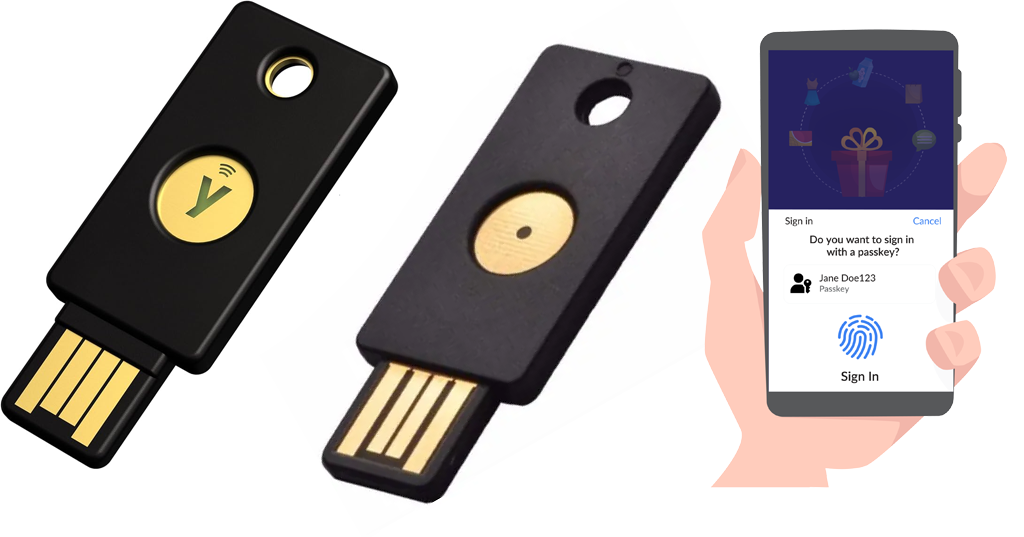 y
Sign in
Cancel
Do you want to sign in
with a passkey?
Jane Doe123
Passkey
Sign In